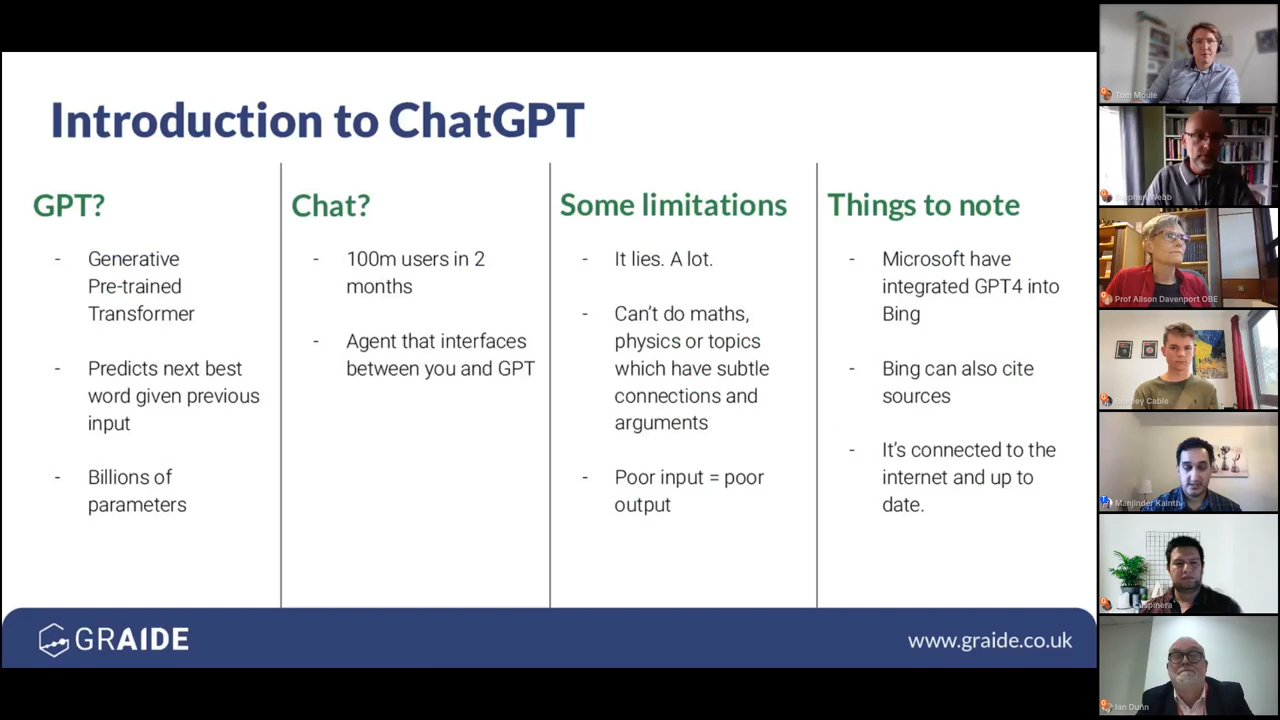 Introduction to ChatGPT
GPT?
- Generative
Pre-trained
Transformer
- Predicts next best
word given previous
input
- Billions of
parameters
Chat?
- 100m users in 2
months
- Agent that interfaces
between you and GPT
Some limitations
- It lies. A lot.
- Can't do maths,
physics or topics
which have subtle
connections and
arguments
- Poor input = poor
output
Things to note
- Microsoft have
integrated GPT4 into
Bing
- Bing can also cite
sources
- It's connected to the
internet and up to
date.
GRAIDE
www.graide.co.uk
Tom Moule
Webb
Prof Alison Davenport OBE
Bradley Cable
Manjinder Kainth
Ian Dunn